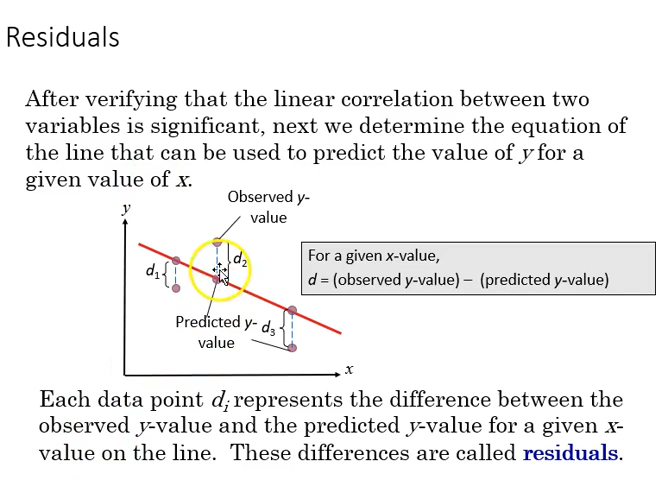 Residuals
After verifying that the linear correlation between two
variables is significant, next we determine the equation of
the line that can be used to predict the value of y for a
given value of x.
Observed y-
value
y
d₁
d₂
For a given x-value,
d = (observed y-value) – (predicted y-value)
Predicted y-
value
d₃
x
Each data point dᵢ represents the difference between the
observed y-value and the predicted y-value for a given x-
value on the line. These differences are called residuals.